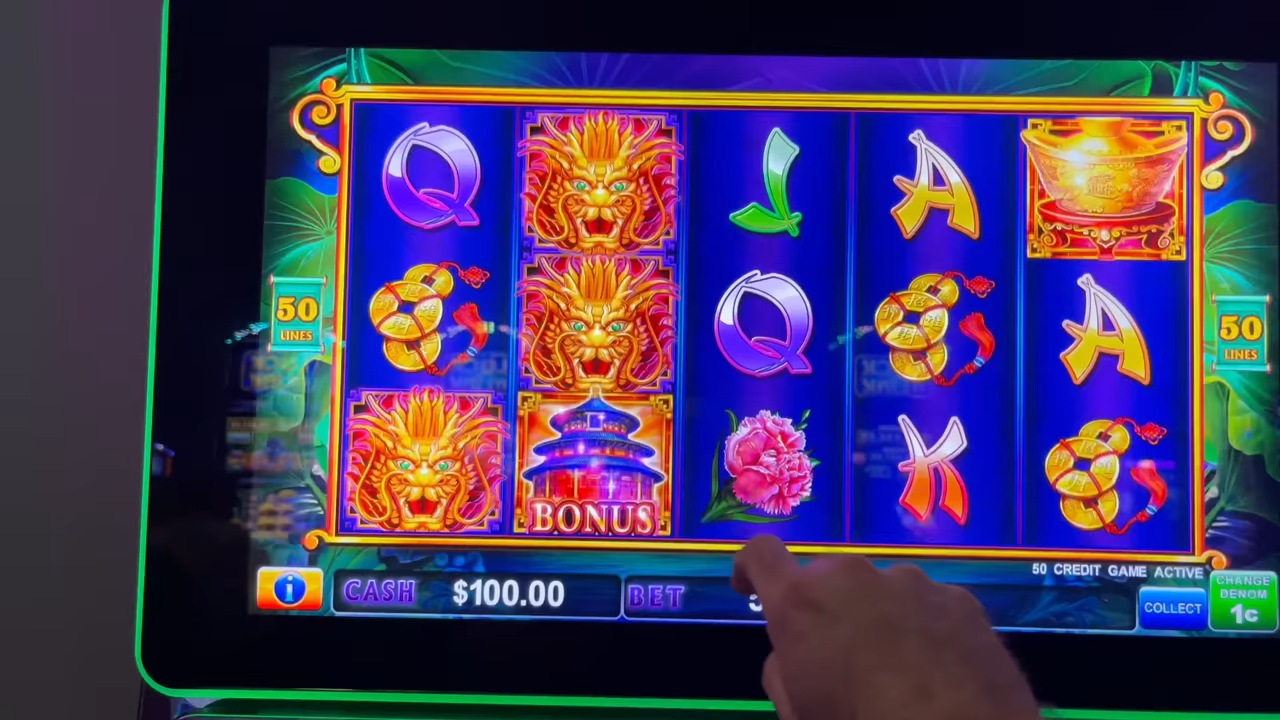 Q
J
A
50
LINES
Q
A
50
LINES
BONUS
K
50 CREDIT GAME ACTIVE
CASH
$100.00
BET
COLLECT
CHANGE
DENOM
1¢